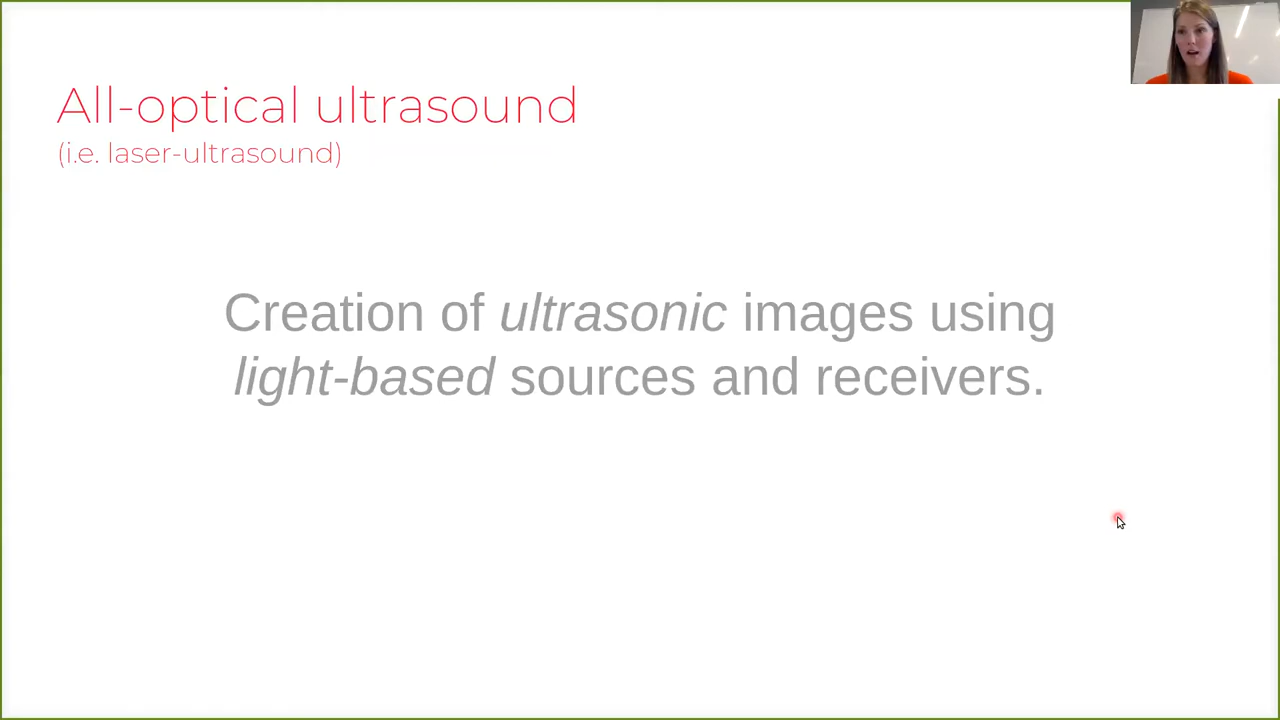 All-optical ultrasound
(i.e. laser-ultrasound)
Creation of ultrasonic images using
light-based sources and receivers.